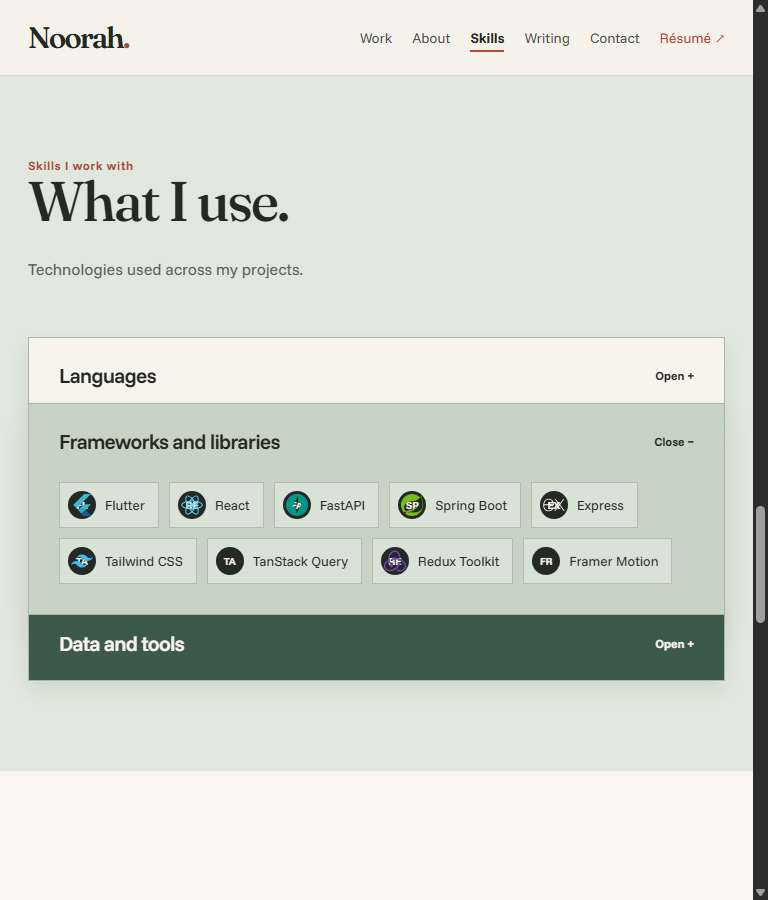 Noorah.
Work About Skills Writing Contact Résumé ↗
Skills I work with
What I use.
Technologies used across my projects.
Languages Open +
Frameworks and libraries Close −
Flutter RE React FastAPI SP Spring Boot EX Express
TA Tailwind CSS TA TanStack Query RE Redux Toolkit FR Framer Motion
Data and tools Open +